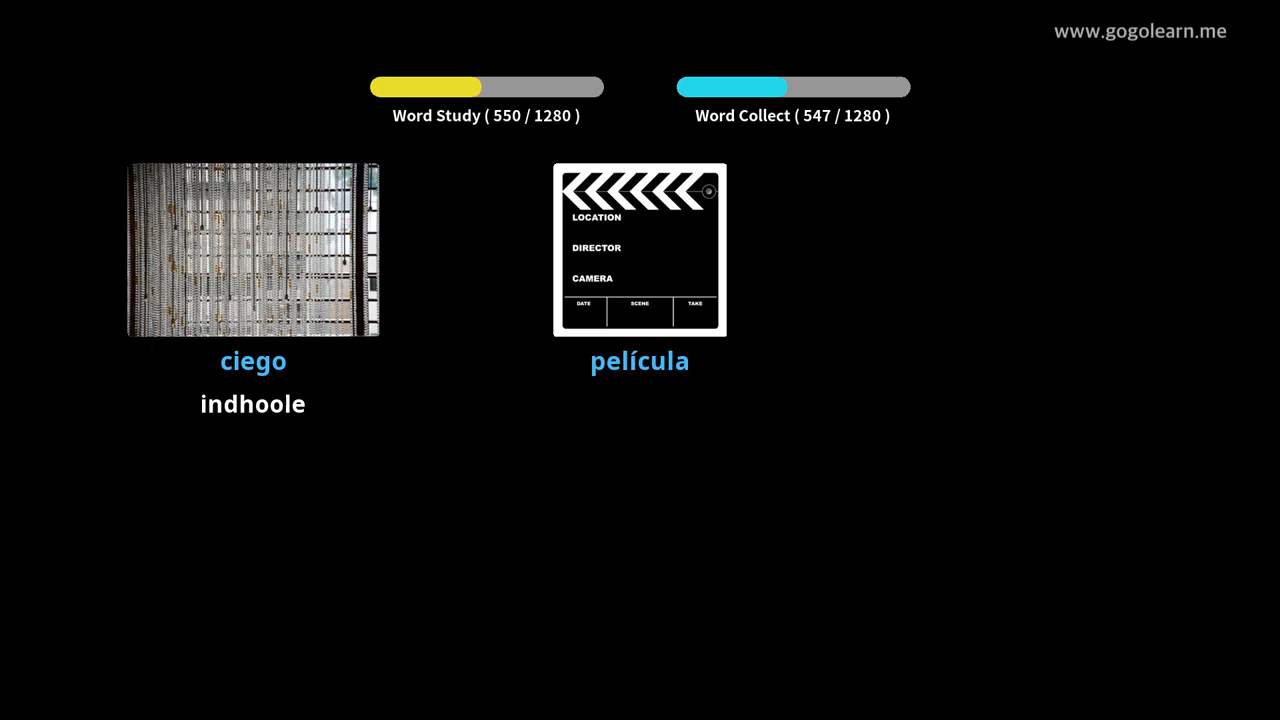 www.gogolearn.me
Word Study ( 550 / 1280 )
Word Collect ( 547 / 1280 )
LOCATION
DIRECTOR
CAMERA
DATE SCENE TAKE
ciego
película
indhoole